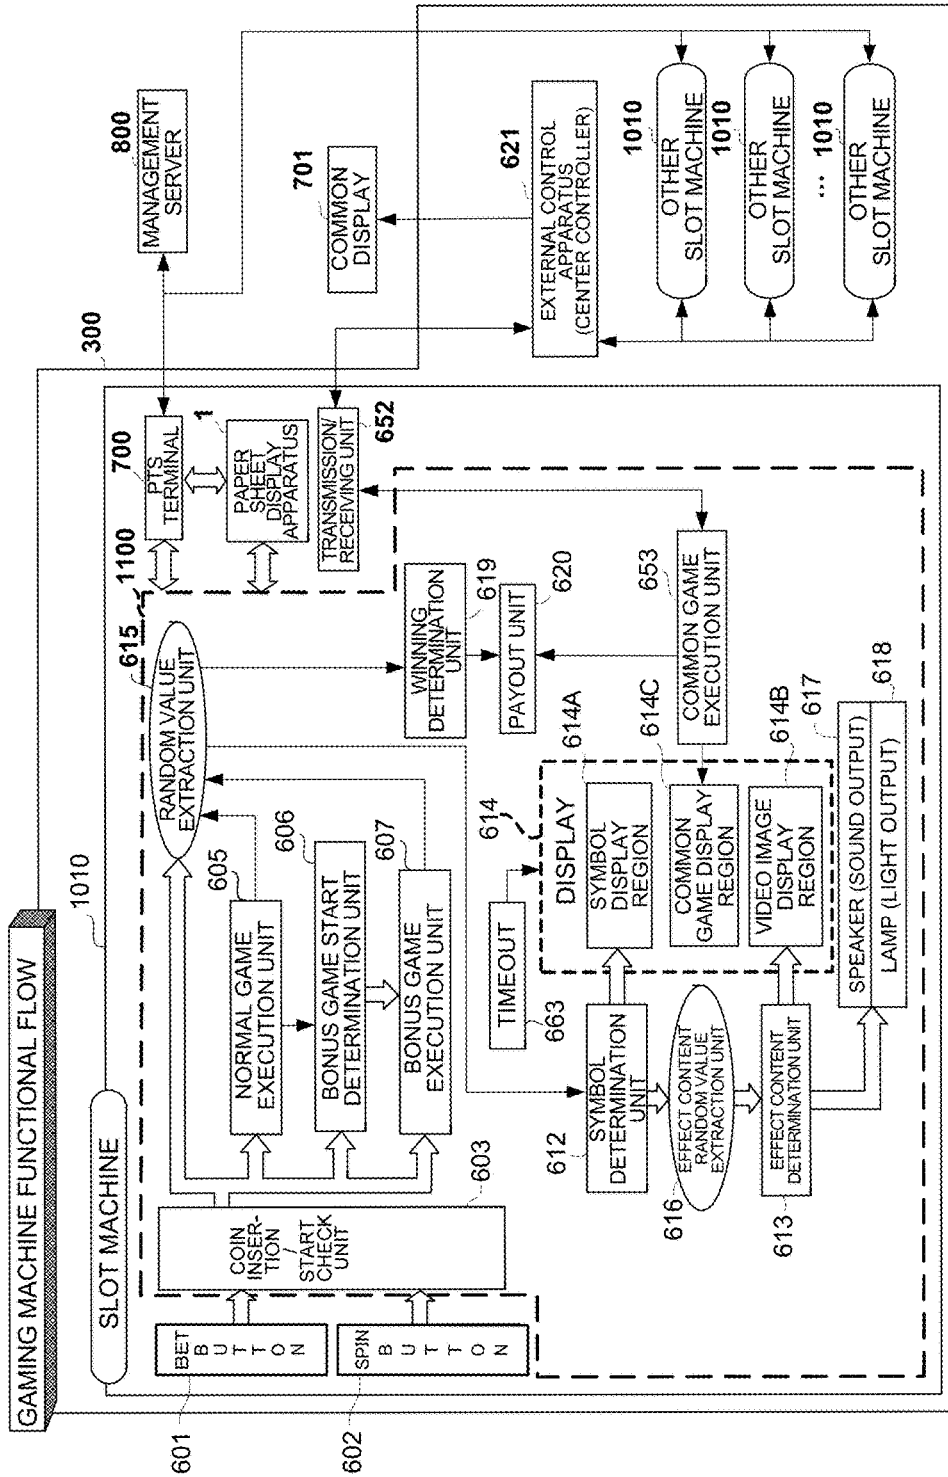 GAMING MACHINE FUNCTIONAL FLOW
300
SLOT MACHINE
1010
1100
601
BET
B
U
T
T
O
N
602
SPIN
B
U
T
T
O
N
COIN
INSER-
TION
/
START
CHECK
UNIT
603
605
NORMAL GAME
EXECUTION UNIT
606
BONUS GAME START
DETERMINATION UNIT
607
BONUS GAME
EXECUTION UNIT
615
RANDOM VALUE
EXTRACTION UNIT
700
PTS
TERMINAL
1
PAPER
SHEET
DISPLAY
APPARATUS
TRANSMISSION/
RECEIVING UNIT
652
WINNING
DETERMINATION
UNIT
619
PAYOUT UNIT
620
COMMON GAME
EXECUTION UNIT
653
TIMEOUT
663
614
DISPLAY
SYMBOL
DISPLAY
REGION
614A
COMMON
GAME DISPLAY
REGION
614C
VIDEO IMAGE
DISPLAY
REGION
614B
612
SYMBOL
DETERMINATION
UNIT
616
EFFECT CONTENT
RANDOM VALUE
EXTRACTION UNIT
613
EFFECT CONTENT
DETERMINATION UNIT
SPEAKER (SOUND OUTPUT)
617
LAMP (LIGHT OUTPUT)
618
800
MANAGEMENT
SERVER
701
COMMON
DISPLAY
621
EXTERNAL CONTROL
APPARATUS
(CENTER CONTROLLER)
1010
OTHER
SLOT MACHINE
1010
OTHER
SLOT MACHINE
... 1010
OTHER
SLOT MACHINE